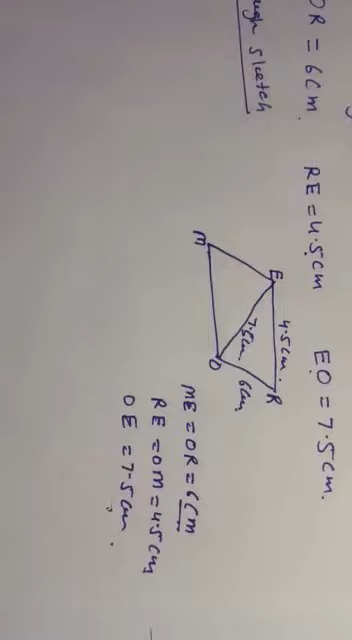 OR = 6cm. RE = 4.5cm EO = 7.5cm.
sketch
M
E
4.5cm.
7.5cm.
O
6cm
R
ME = OR = 6cm
RE = OM = 4.5cm
OE = 7.5cm.